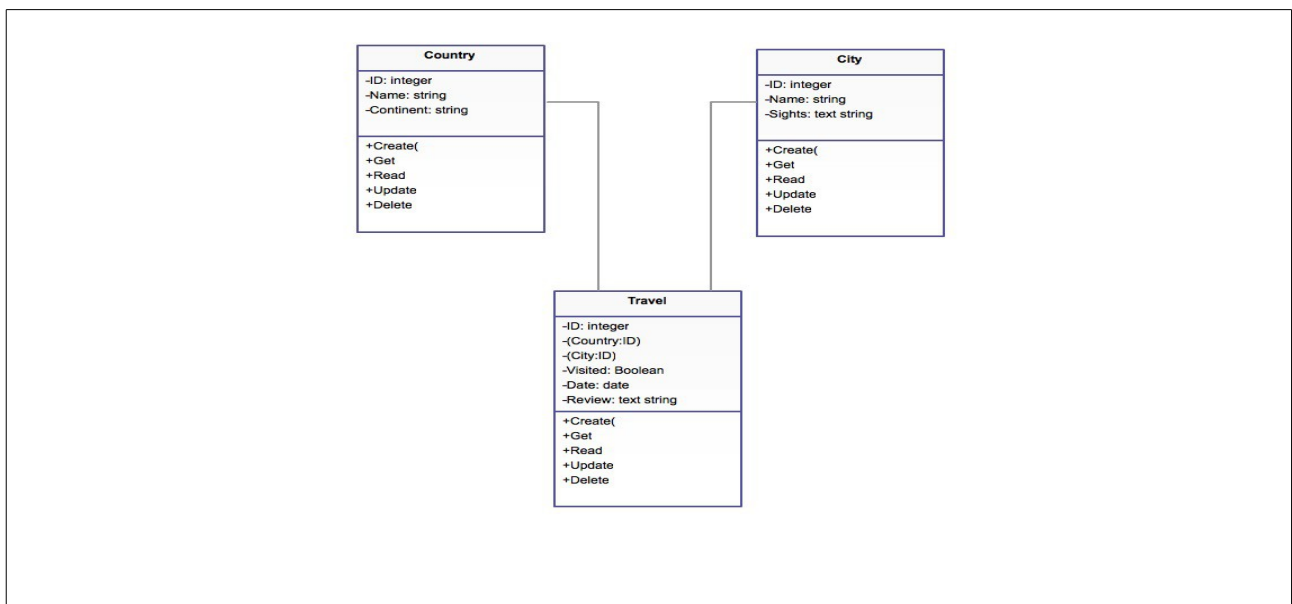 Country
-ID: integer
-Name: string
-Continent: string
+Create(
+Get
+Read
+Update
+Delete
City
-ID: integer
-Name: string
-Sights: text string
+Create(
+Get
+Read
+Update
+Delete
Travel
-ID: integer
-(Country:ID)
-(City:ID)
-Visited: Boolean
-Date: date
-Review: text string
+Create(
+Get
+Read
+Update
+Delete